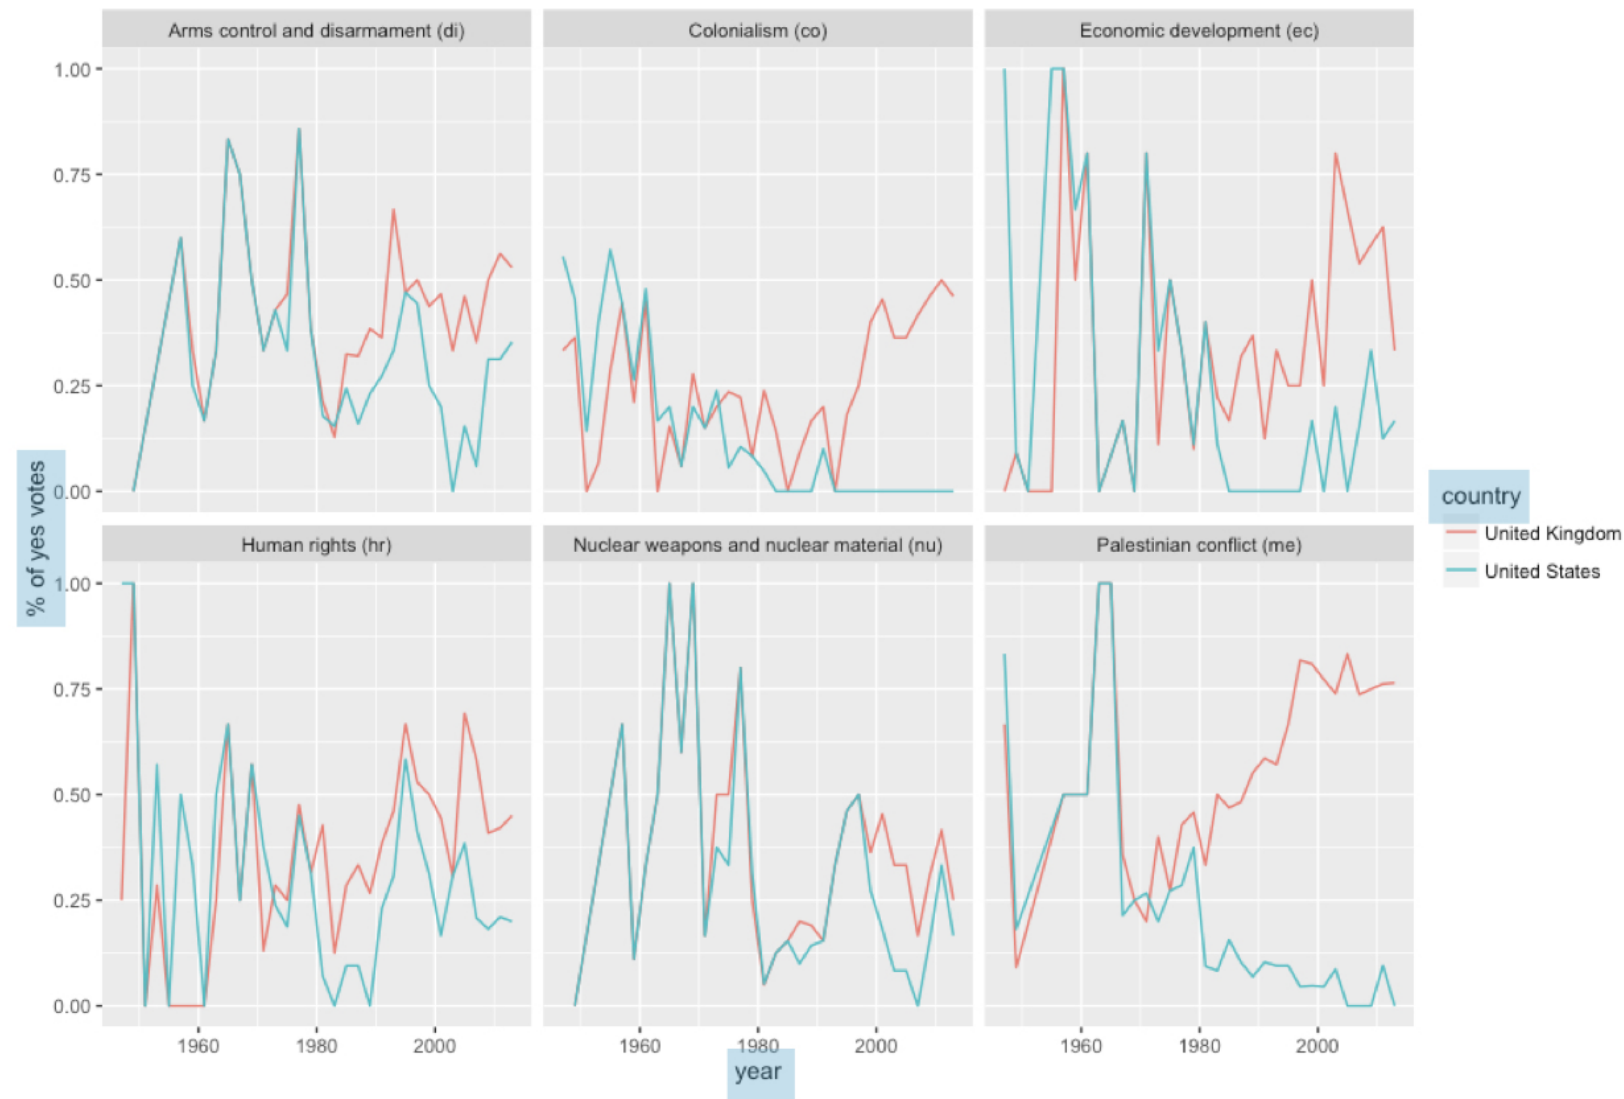 Arms control and disarmament (di)
Colonialism (co)
Economic development (ec)
1.00
0.75
0.50
0.25
0.00
Human rights (hr)
Nuclear weapons and nuclear material (nu)
Palestinian conflict (me)
1.00
0.75
0.50
0.25
0.00
1960 1980 2000
1960 1980 2000
1960 1980 2000
% of yes votes
year
country
United Kingdom
United States